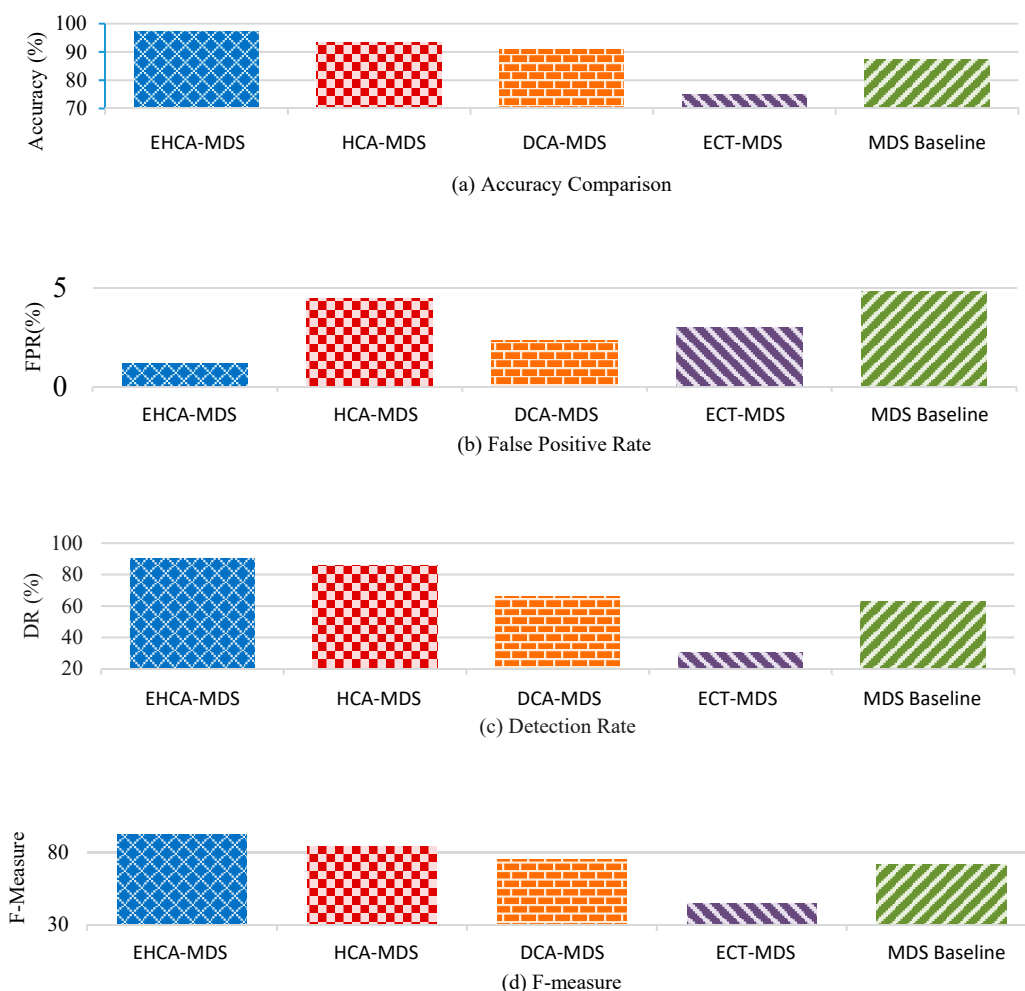 Accuracy (%)
100
90
80
70
EHCA-MDS HCA-MDS DCA-MDS ECT-MDS MDS Baseline
(a) Accuracy Comparison
FPR(%)
5
0
EHCA-MDS HCA-MDS DCA-MDS ECT-MDS MDS Baseline
(b) False Positive Rate
DR (%)
100
80
60
40
20
EHCA-MDS HCA-MDS DCA-MDS ECT-MDS MDS Baseline
(c) Detection Rate
F-Measure
80
30
EHCA-MDS HCA-MDS DCA-MDS ECT-MDS MDS Baseline
(d) F-measure